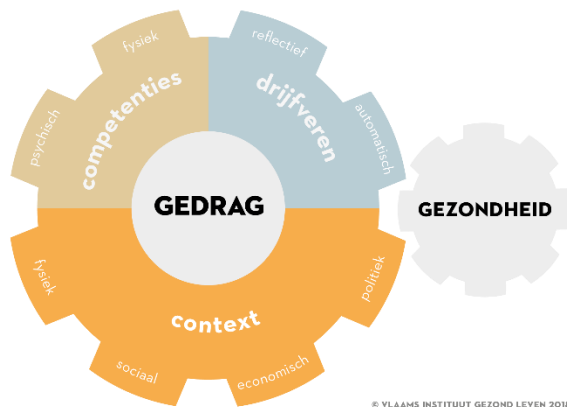 fysiek
reflectief
psychisch
competenties
drijfveren
automatisch
GEDRAG
GEZONDHEID
fysiek
context
politiek
sociaal
economisch
© VLAAMS INSTITUUT GEZOND LEVEN 2018